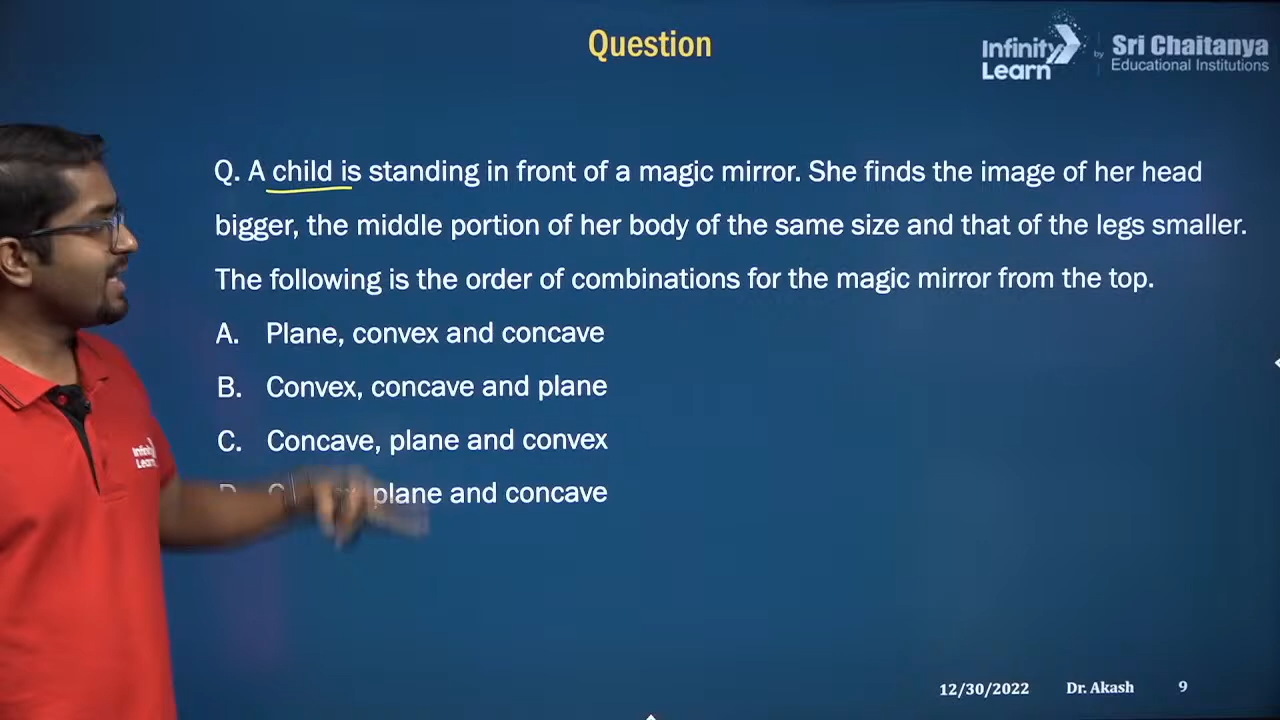 Question
Infinity
Learn
by
Sri Chaitanya
Educational Institutions
Q. A child is standing in front of a magic mirror. She finds the image of her head
bigger, the middle portion of her body of the same size and that of the legs smaller.
The following is the order of combinations for the magic mirror from the top.
A. Plane, convex and concave
B. Convex, concave and plane
C. Concave, plane and convex
plane and concave
Infinity
Learn
12/30/2022 Dr. Akash 9